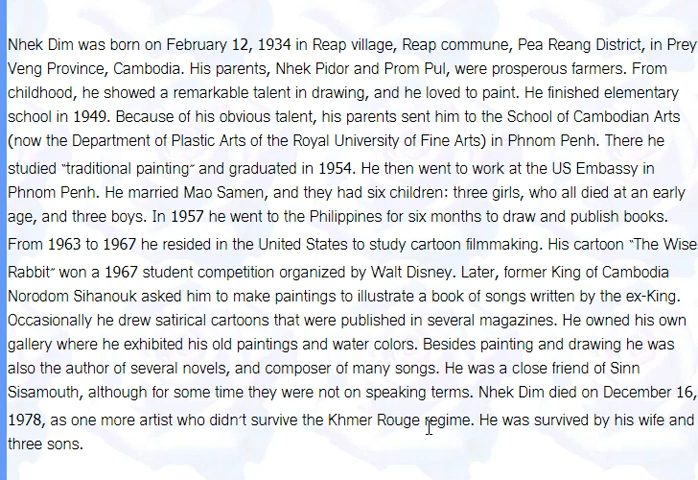 Nhek Dim was born on February 12, 1934 in Reap village, Reap commune, Pea Reang District, in Prey
Veng Province, Cambodia. His parents, Nhek Pidor and Prom Pul, were prosperous farmers. From
childhood, he showed a remarkable talent in drawing, and he loved to paint. He finished elementary
school in 1949. Because of his obvious talent, his parents sent him to the School of Cambodian Arts
(now the Department of Plastic Arts of the Royal University of Fine Arts) in Phnom Penh. There he
studied "traditional painting" and graduated in 1954. He then went to work at the US Embassy in
Phnom Penh. He married Mao Samen, and they had six children: three girls, who all died at an early
age, and three boys. In 1957 he went to the Philippines for six months to draw and publish books.
From 1963 to 1967 he resided in the United States to study cartoon filmmaking. His cartoon "The Wise
Rabbit" won a 1967 student competition organized by Walt Disney. Later, former King of Cambodia
Norodom Sihanouk asked him to make paintings to illustrate a book of songs written by the ex-King.
Occasionally he drew satirical cartoons that were published in several magazines. He owned his own
gallery where he exhibited his old paintings and water colors. Besides painting and drawing he was
also the author of several novels, and composer of many songs. He was a close friend of Sinn
Sisamouth, although for some time they were not on speaking terms. Nhek Dim died on December 16,
1978, as one more artist who didn't survive the Khmer Rouge regime. He was survived by his wife and
three sons.